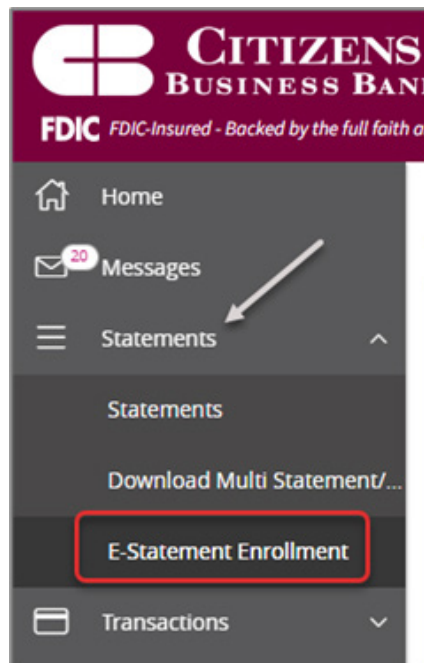 CITIZENS
BUSINESS BAN
FDIC FDIC-Insured - Backed by the full faith a
Home
20
Messages
Statements
Statements
Download Multi Statement/...
E-Statement Enrollment
Transactions